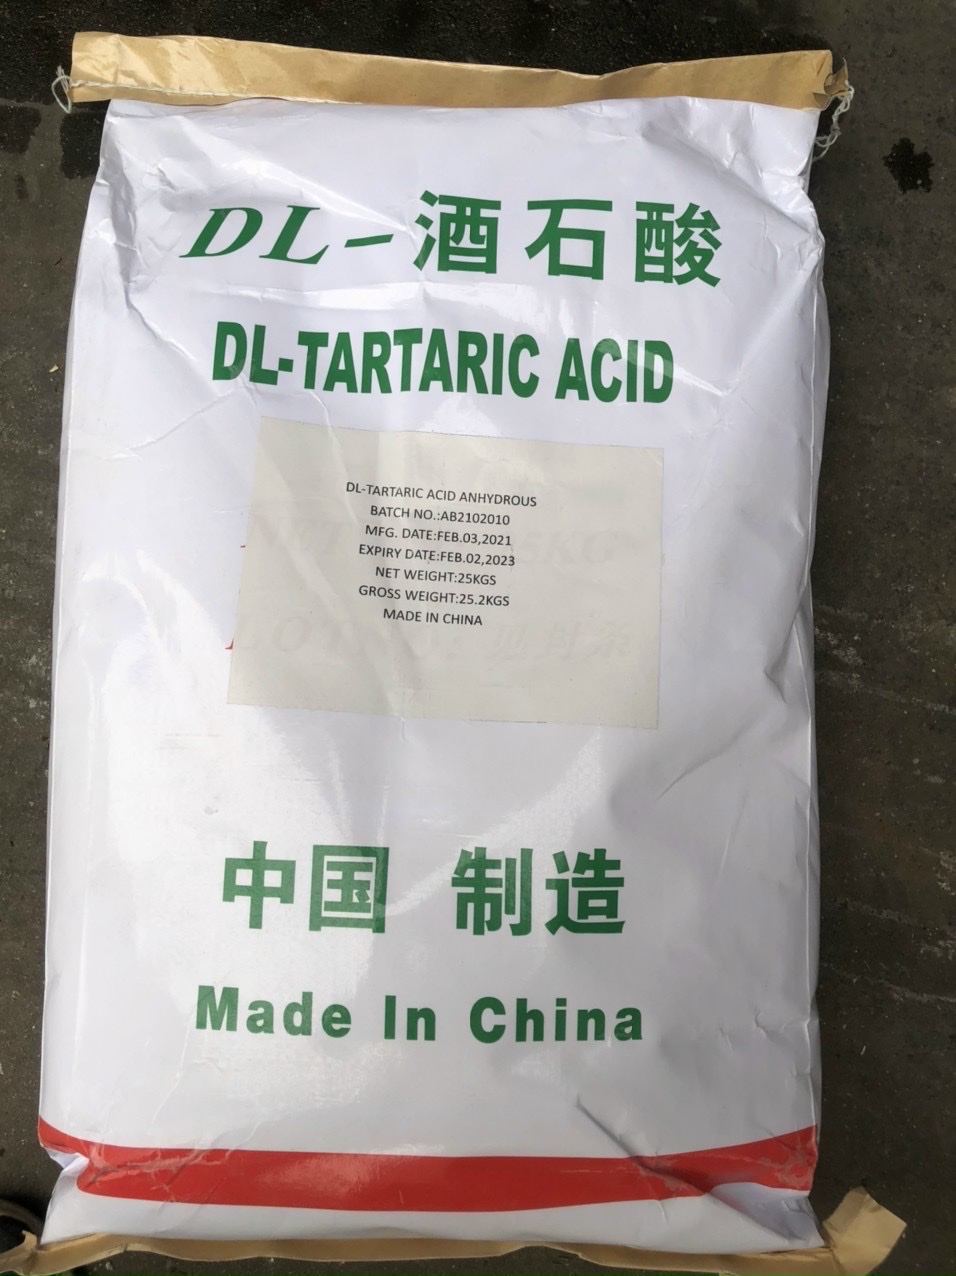 DL-酒石酸
DL-TARTARIC ACID
DL-TARTARIC ACID ANHYDROUS
BATCH NO.:AB2102010
MFG. DATE:FEB.03,2021
EXPIRY DATE:FEB.02,2023
NET WEIGHT:25KGS
GROSS WEIGHT:25.2KGS
MADE IN CHINA
中国 制造
Made In China